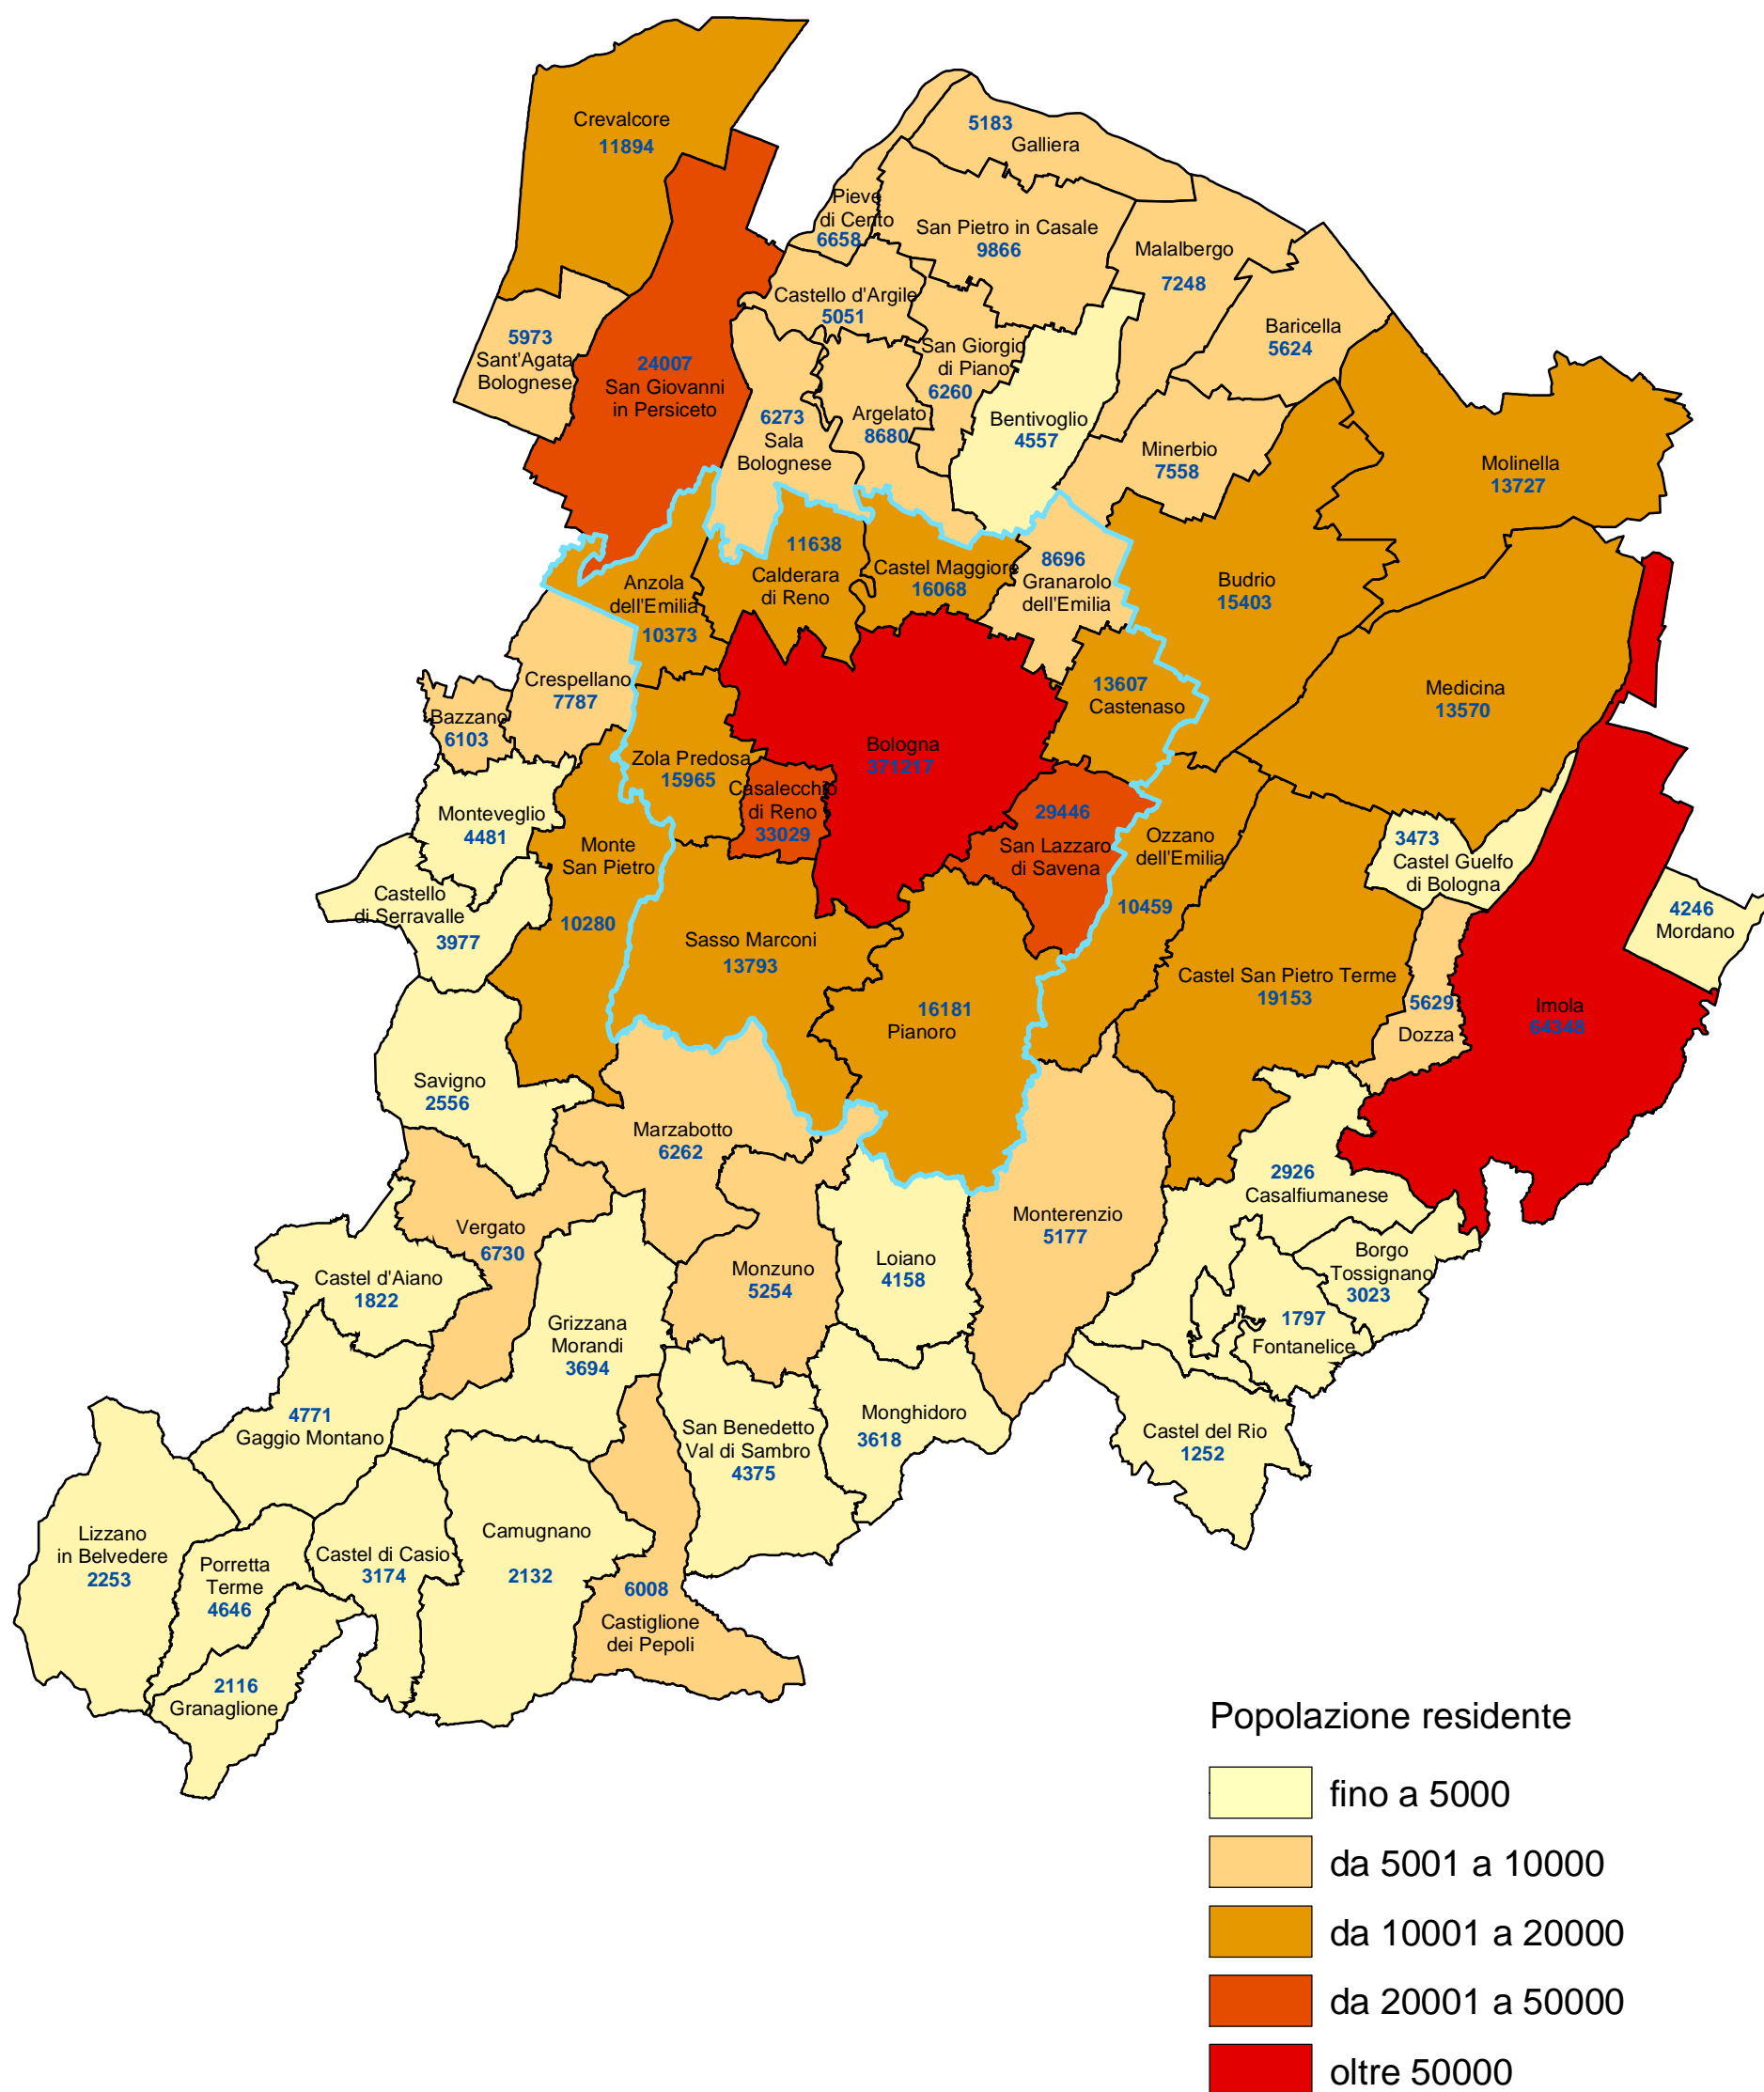 Crevalcore
11894
5183
Galliera
Pieve
di Cento
6658
San Pietro in Casale
9866
Malalbergo
7248
Castello d'Argile
5051
Baricella
5624
5973
Sant'Agata
Bolognese
24007
San Giovanni
in Persiceto
San Giorgio
di Piano
6260
6273
Sala
Bolognese
Argelato
8680
Bentivoglio
4557
Minerbio
7558
Molinella
13727
11638
Calderara
di Reno
Castel Maggiore
16068
8696
Granarolo
dell'Emilia
Anzola
dell'Emilia
10373
Budrio
15403
Crespellano
7787
13607
Castenaso
Medicina
13570
Bazzano
6103
Bologna
371217
Zola Predosa
15965
Casalecchio
di Reno
33029
Monteveglio
4481
29446
San Lazzaro
di Savena
Ozzano
dell'Emilia
10459
3473
Castel Guelfo
di Bologna
Monte
San Pietro
10280
Castello
di Serravalle
3977
4246
Mordano
Sasso Marconi
13793
Castel San Pietro Terme
19153
5629
Dozza
Imola
64348
16181
Pianoro
Savigno
2556
Marzabotto
6262
2926
Casalfiumanese
Vergato
6730
Monterenzio
5177
Castel d'Aiano
1822
Monzuno
5254
Loiano
4158
Borgo
Tossignano
3023
Grizzana
Morandi
3694
1797
Fontanelice
4771
Gaggio Montano
San Benedetto
Val di Sambro
4375
Monghidoro
3618
Castel del Rio
1252
Lizzano
in Belvedere
2253
Porretta
Terme
4646
Castel di Casio
3174
Camugnano
2132
6008
Castiglione
dei Pepoli
2116
Granaglione
Popolazione residente
fino a 5000
da 5001 a 10000
da 10001 a 20000
da 20001 a 50000
oltre 50000